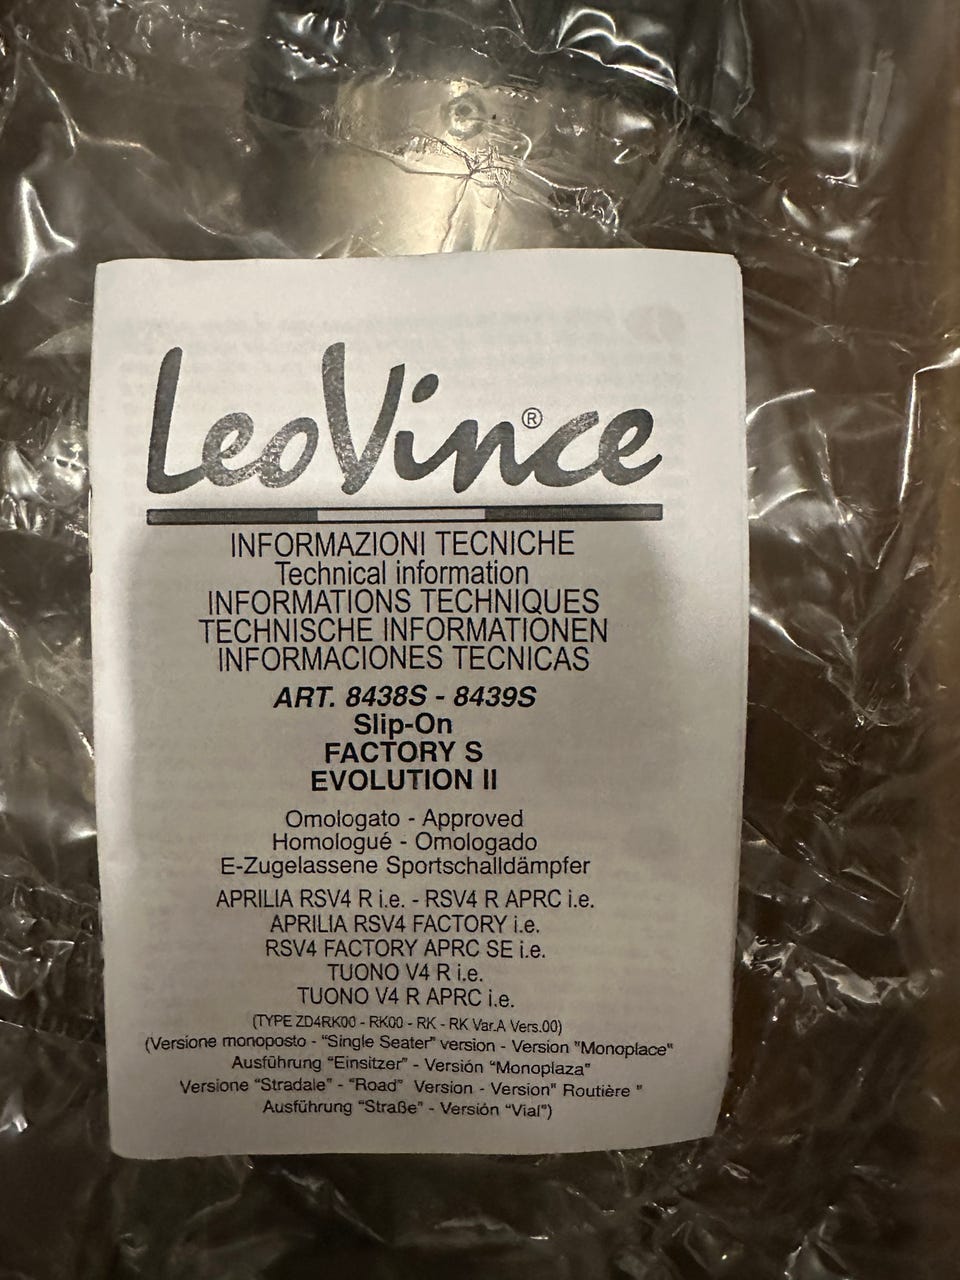 LeoVince®
INFORMAZIONI TECNICHE
Technical information
INFORMATIONS TECHNIQUES
TECHNISCHE INFORMATIONEN
INFORMACIONES TECNICAS
ART. 8438S - 8439S
Slip-On
FACTORY S
EVOLUTION II
Omologato - Approved
Homologué - Omologado
E-Zugelassene Sportschalldämpfer
APRILIA RSV4 R i.e. - RSV4 R APRC i.e.
APRILIA RSV4 FACTORY i.e.
RSV4 FACTORY APRC SE i.e.
TUONO V4 R i.e.
TUONO V4 R APRC i.e.
(TYPE ZD4RK00 - RK00 - RK - RK Var.A Vers.00)
(Versione monoposto - "Single Seater" version - Version "Monoplace"
Ausführung "Einsitzer" - Versión "Monoplaza"
Versione "Stradale" - "Road" Version - Version" Routière "
Ausführung "Straße" - Versión "Vial")